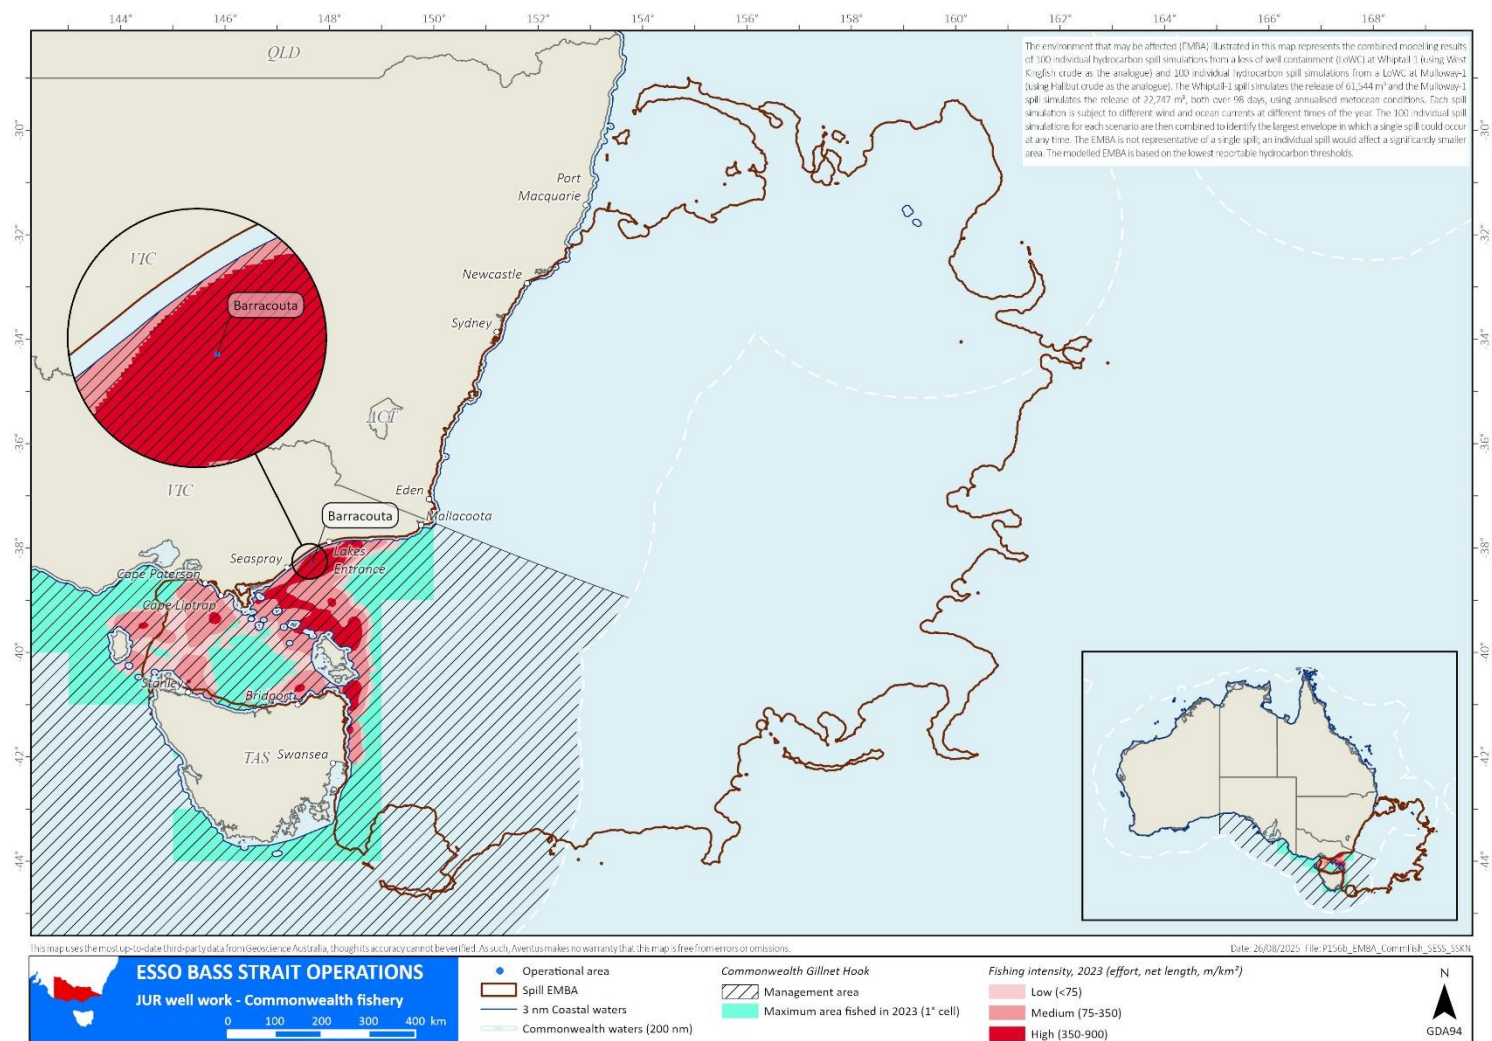 144° 146° 148° 150° 152° 154° 156° 158° 160° 162° 164° 166° 168°
The environment that may be affected (EMBA) illustrated in this map represents the combined modelling results
of 100 individual hydrocarbon spill simulations from a loss of well containment (LoWC) at Whiptail 1 (using West
Kingfish crude as the analogue) and 100 individual hydrocarbon spill simulations from a LoWC at Mulloway-1
(using Halibut crude as the analogue). The Whiptail-1 spill simulates the release of 61,544 m³ and the Mulloway-1
spill simulates the release of 22,747 m³, both over 98 days, using annualised metocean conditions. Each spill
simulation is subject to different wind and ocean currents at different times of the year. The 100 individual spill
simulations for each scenario are then combined to identify the largest envelope in which a single spill could occur
at any time. The EMBA is not representative of a single spill; an individual spill would affect a significantly smaller
area. The modelled EMBA is based on the lowest reportable hydrocarbon thresholds.
QLD
-30°
-30°
Port
Macquarie
-32°
-32°
VIC
Newcastle
Barracouta
Sydney
-34°
-34°
ACT
-36°
-36°
VIC
Eden
Mallacoota
Barracouta
-38°
-38°
Seaspray
Lakes
Entrance
Cape Paterson
Cape Liptrap
-40°
-40°
Stanley
Bridport
TAS
Swansea
-42°
-42°
-44°
-44°
This map uses the most up-to-date third-party data from Geoscience Australia, though its accuracy cannot be verified. As such, Aventus makes no warranty that this map is free from errors or omissions.
Date: 26/08/2025 File: P156b_EMBA_CommFish_SESS_SSKN
ESSO BASS STRAIT OPERATIONS
JUR well work - Commonwealth fishery
0 100 200 300 400 km
Operational area
Spill EMBA
3 nm Coastal waters
Commonwealth waters (200 nm)
Commonwealth Gillnet Hook
Management area
Maximum area fished in 2023 (1° cell)
Fishing intensity, 2023 (effort, net length, m/km²)
Low (<75)
Medium (75-350)
High (350-900)
N
GDA94